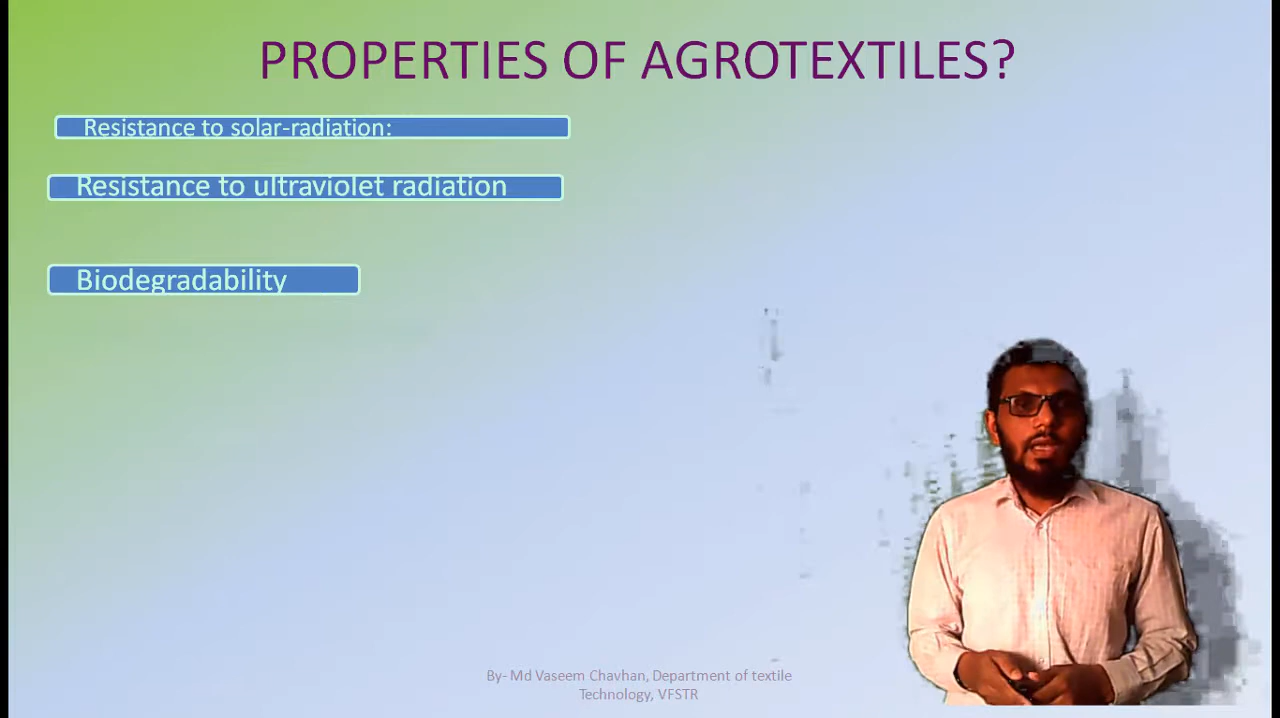 PROPERTIES OF AGROTEXTILES?
Resistance to solar-radiation:
Resistance to ultraviolet radiation
Biodegradability
By- Md Vaseem Chavhan, Department of textile
Technology, VFSTR